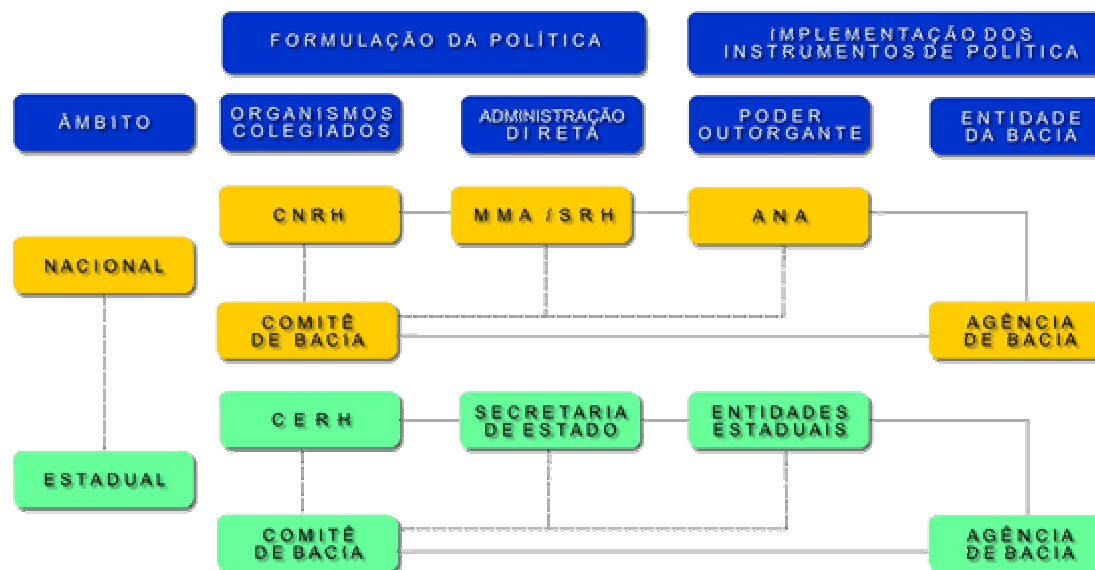 FORMULAÇÃO DA POLÍTICA
IMPLEMENTAÇÃO DOS
INSTRUMENTOS DE POLÍTICA
ÂMBITO
ORGANISMOS
COLEGIADOS
ADMINISTRAÇÃO
DIRETA
PODER
OUTORGANTE
ENTIDADE
DA BACIA
CNRH
MMA / SRH
ANA
NACIONAL
COMITÊ
DE BACIA
AGÊNCIA
DE BACIA
CERH
SECRETARIA
DE ESTADO
ENTIDADES
ESTADUAIS
ESTADUAL
COMITÊ
DE BACIA
AGÊNCIA
DE BACIA